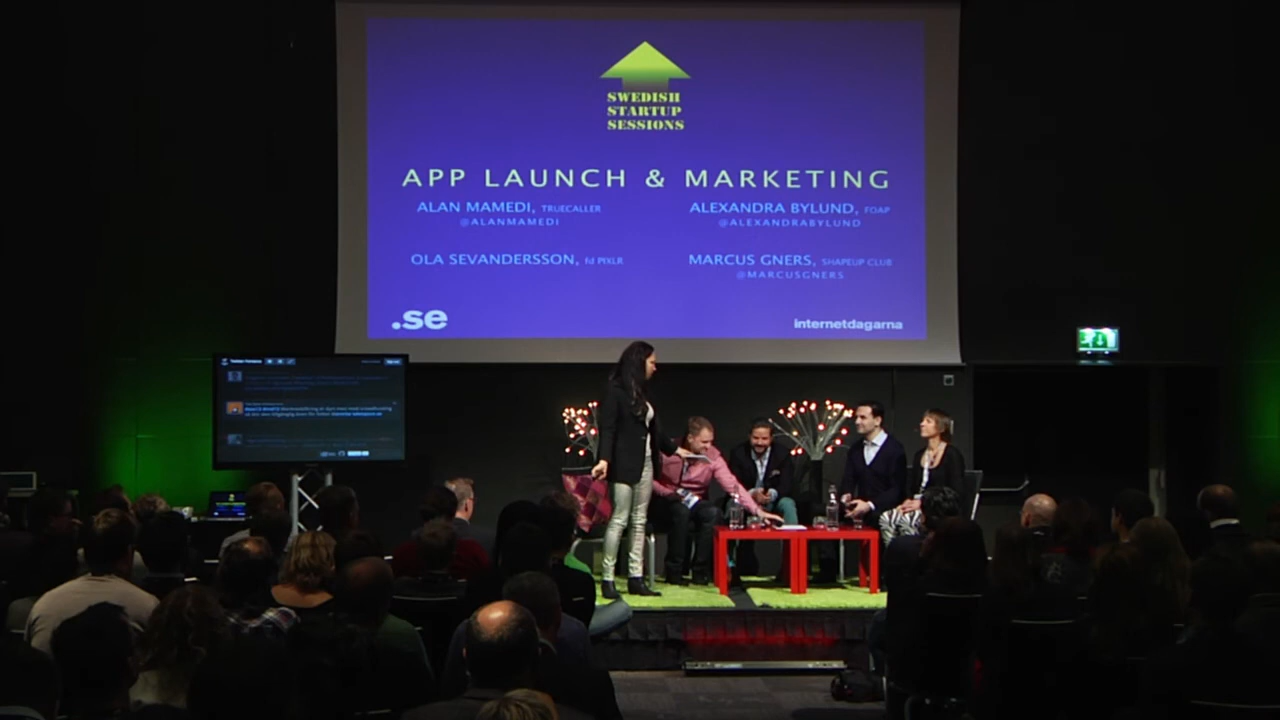 SWEDISH
STARTUP
SESSIONS
APP LAUNCH & MARKETING
ALAN MAMEDI, TRUECALLER
@ALANMAMEDI
ALEXANDRA BYLUND, FOAP
@ALEXANDRABYLUND
OLA SEVANDERSSON, fd PIXLR
MARCUS GNERS, SHAPEUP CLUB
@MARCUSGNERS
.se
internetdagarna